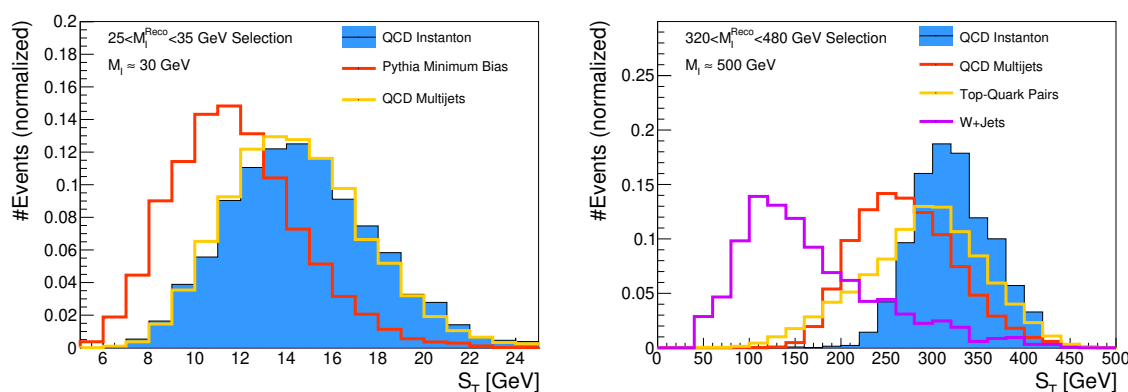 25<M_I^Reco<35 GeV Selection
M_I ≈ 30 GeV
QCD Instanton
Pythia Minimum Bias
QCD Multijets
#Events (normalized)
0.2
0.18
0.16
0.14
0.12
0.1
0.08
0.06
0.04
0.02
0
6 8 10 12 14 16 18 20 22 24
S_T [GeV]
320<M_I^Reco<480 GeV Selection
M_I ≈ 500 GeV
QCD Instanton
QCD Multijets
Top-Quark Pairs
W+Jets
#Events (normalized)
0.25
0.2
0.15
0.1
0.05
0
0 50 100 150 200 250 300 350 400 450 500
S_T [GeV]